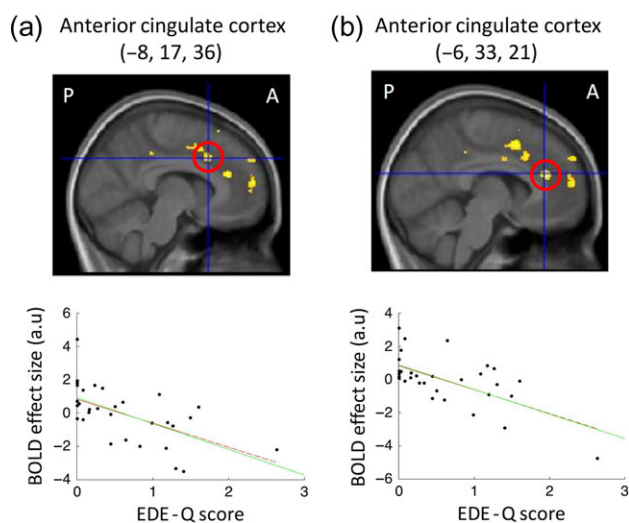 (a) Anterior cingulate cortex
(−8, 17, 36)
P A
BOLD effect size (a.u)
6
4
2
0
−2
−4
0 1 2 3
EDE-Q score
(b) Anterior cingulate cortex
(−6, 33, 21)
P A
BOLD effect size (a.u)
4
2
0
−2
−4
−6
0 1 2 3
EDE-Q score